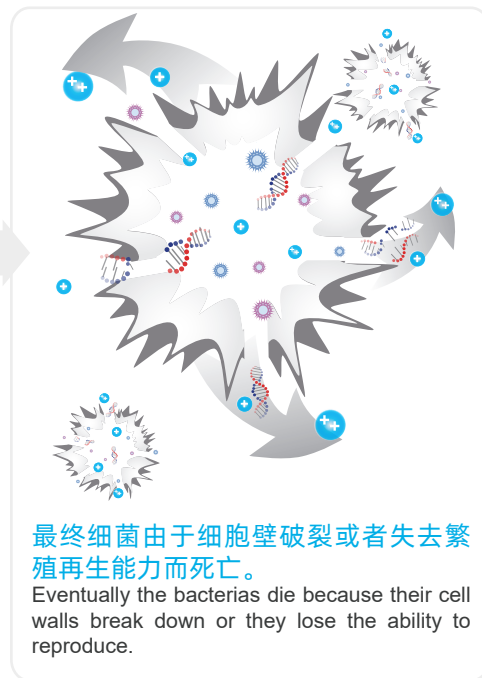 最终细菌由于细胞壁破裂或者失去繁
殖再生能力而死亡。
Eventually the bacterias die because their cell
walls break down or they lose the ability to
reproduce.